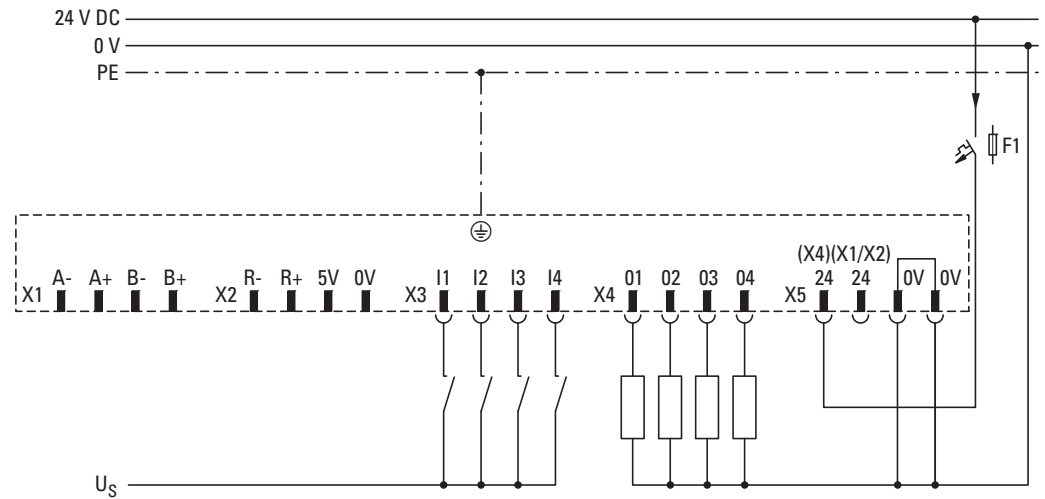 24 V DC
0 V
PE
F1
(X4)(X1/X2)
X1 A- A+ B- B+ X2 R- R+ 5V 0V X3 I1 I2 I3 I4 X4 01 02 03 04 X5 24 24 0V 0V
US